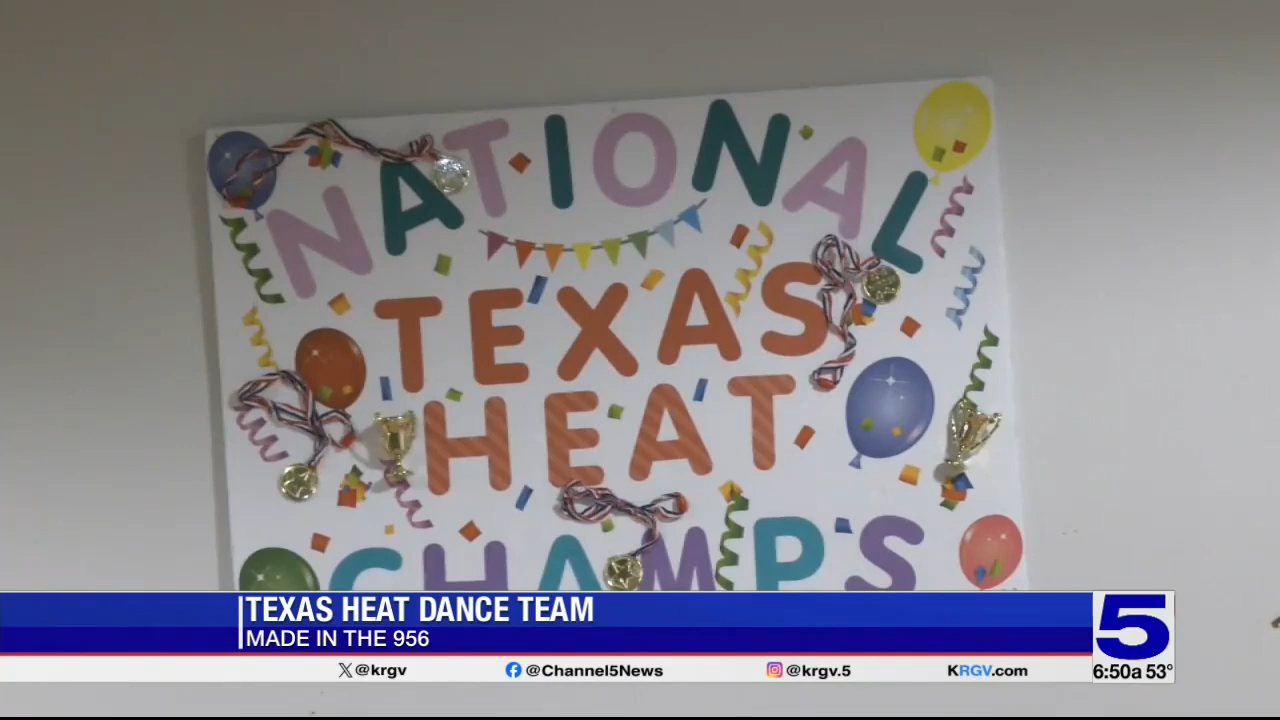 NATIONAL
TEXAS
HEAT
CHAMPS
TEXAS HEAT DANCE TEAM
MADE IN THE 956
5
@krgv
@Channel5News
@krgv.5
KRGV.com
6:50a 53°